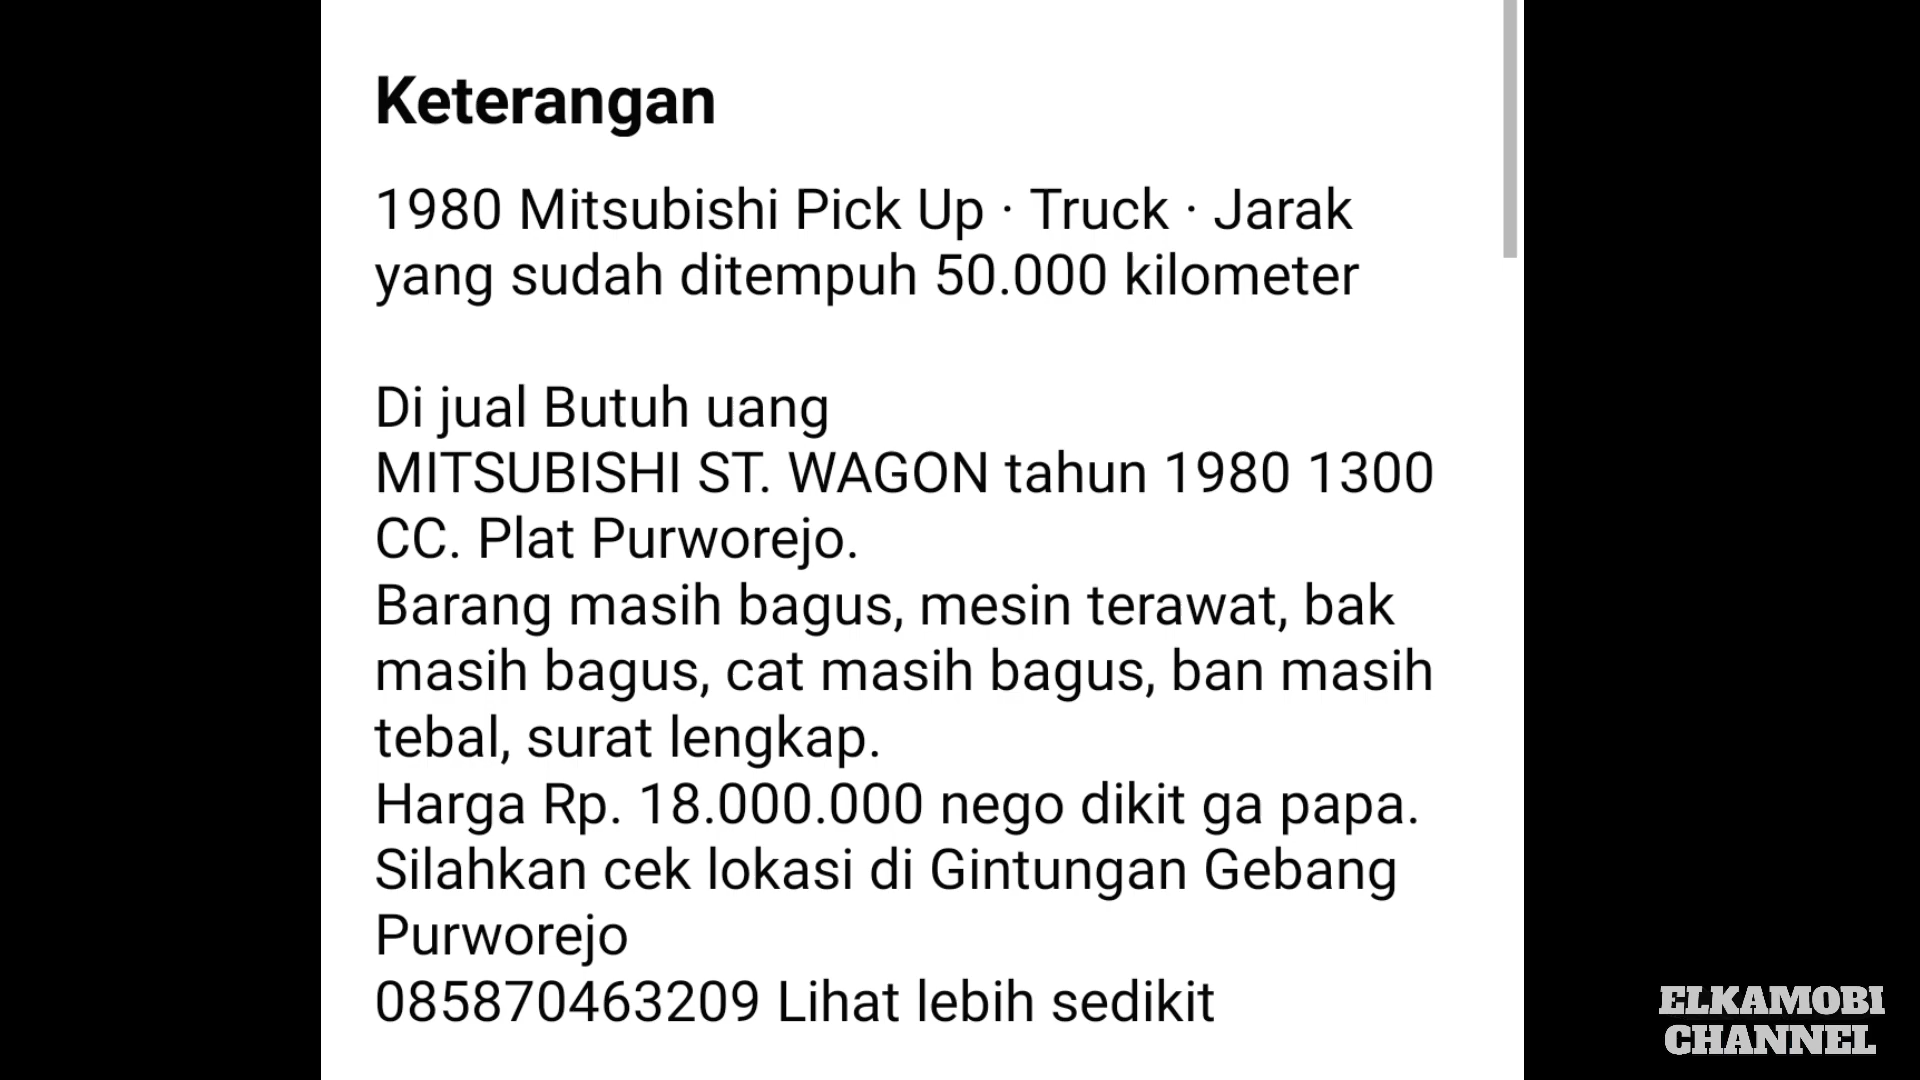 Keterangan
1980 Mitsubishi Pick Up · Truck · Jarak
yang sudah ditempuh 50.000 kilometer
Di jual Butuh uang
MITSUBISHI ST. WAGON tahun 1980 1300
CC. Plat Purworejo.
Barang masih bagus, mesin terawat, bak
masih bagus, cat masih bagus, ban masih
tebal, surat lengkap.
Harga Rp. 18.000.000 nego dikit ga papa.
Silahkan cek lokasi di Gintungan Gebang
Purworejo
085870463209 Lihat lebih sedikit
ELKAMOBI
CHANNEL